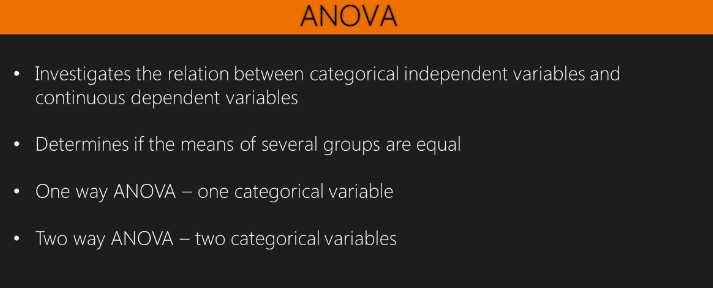 ANOVA
• Investigates the relation between categorical independent variables and
continuous dependent variables
• Determines if the means of several groups are equal
• One way ANOVA – one categorical variable
• Two way ANOVA – two categorical variables